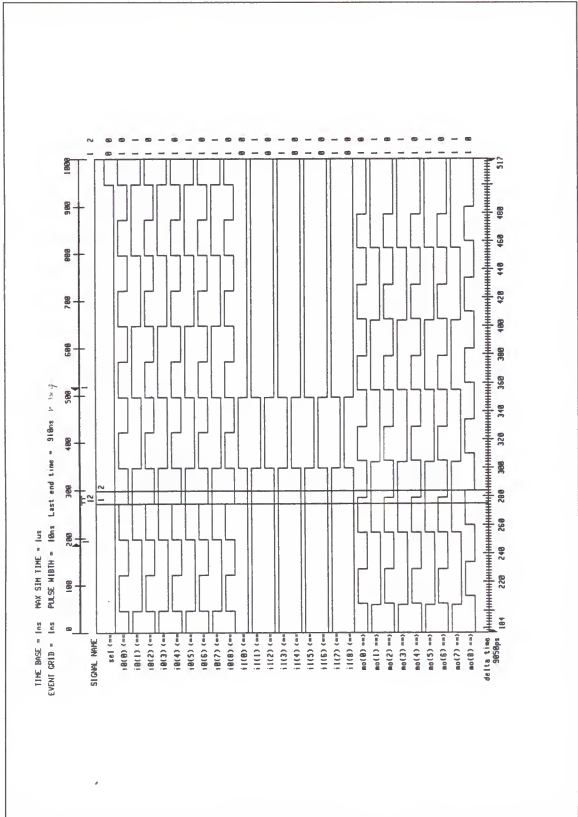 TIME BASE = 1ns MAX SIM TIME = 1us
EVENT GRID = 1ns PULSE WIDTH = 10ns Last end time = 910ns
0 100 200 300 400 500 600 700 800 900 1000
SIGNAL NAME 1 2 1 2
sel <==
i0(0) <==
i0(1) <==
i0(2) <==
i0(3) <==
i0(4) <==
i0(5) <==
i0(6) <==
i0(7) <==
i0(8) <==
i1(0) <==
i1(1) <==
i1(2) <==
i1(3) <==
i1(4) <==
i1(5) <==
i1(6) <==
i1(7) <==
i1(8) <==
mo(0) ==>
mo(1) ==>
mo(2) ==>
mo(3) ==>
mo(4) ==>
mo(5) ==>
mo(6) ==>
mo(7) ==>
mo(8) ==>
delta time 184 220 240 260 280 300 320 340 360 380 400 420 440 460 480 517
9050ps